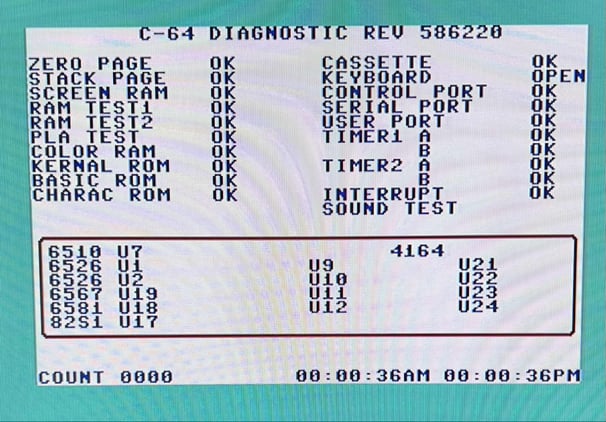 C-64 DIAGNOSTIC REV 586220
ZERO PAGE OK CASSETTE OK
STACK PAGE OK KEYBOARD OPEN
SCREEN RAM OK CONTROL PORT OK
RAM TEST1 OK SERIAL PORT OK
RAM TEST2 OK USER PORT OK
PLA TEST OK TIMER1 A OK
COLOR RAM OK B OK
KERNAL ROM OK TIMER2 A OK
BASIC ROM OK B OK
CHARAC ROM OK INTERRUPT OK
SOUND TEST
6510 U7 4164
6526 U1 U9 U21
6526 U2 U10 U22
6567 U19 U11 U23
6581 U18 U12 U24
82S1 U17
COUNT 0000 00:00:36AM 00:00:36PM